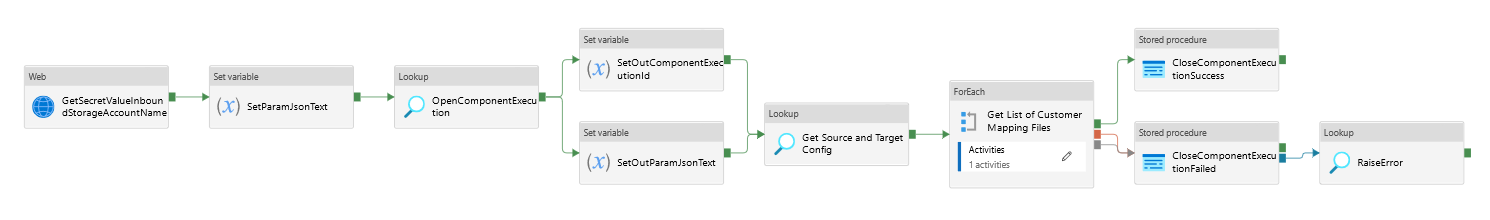 Web
GetSecretValueInboun
dStorageAccountName
Set variable
(x)
SetParamJsonText
Lookup
OpenComponentExecu
tion
Set variable
(x)
SetOutComponentExec
utionId
Set variable
(x)
SetOutParamJsonText
Lookup
Get Source and Target
Config
ForEach
Get List of Customer
Mapping Files
Activities
1 activities
Stored procedure
CloseComponentExecu
tionSuccess
Stored procedure
CloseComponentExecu
tionFailed
Lookup
RaiseError